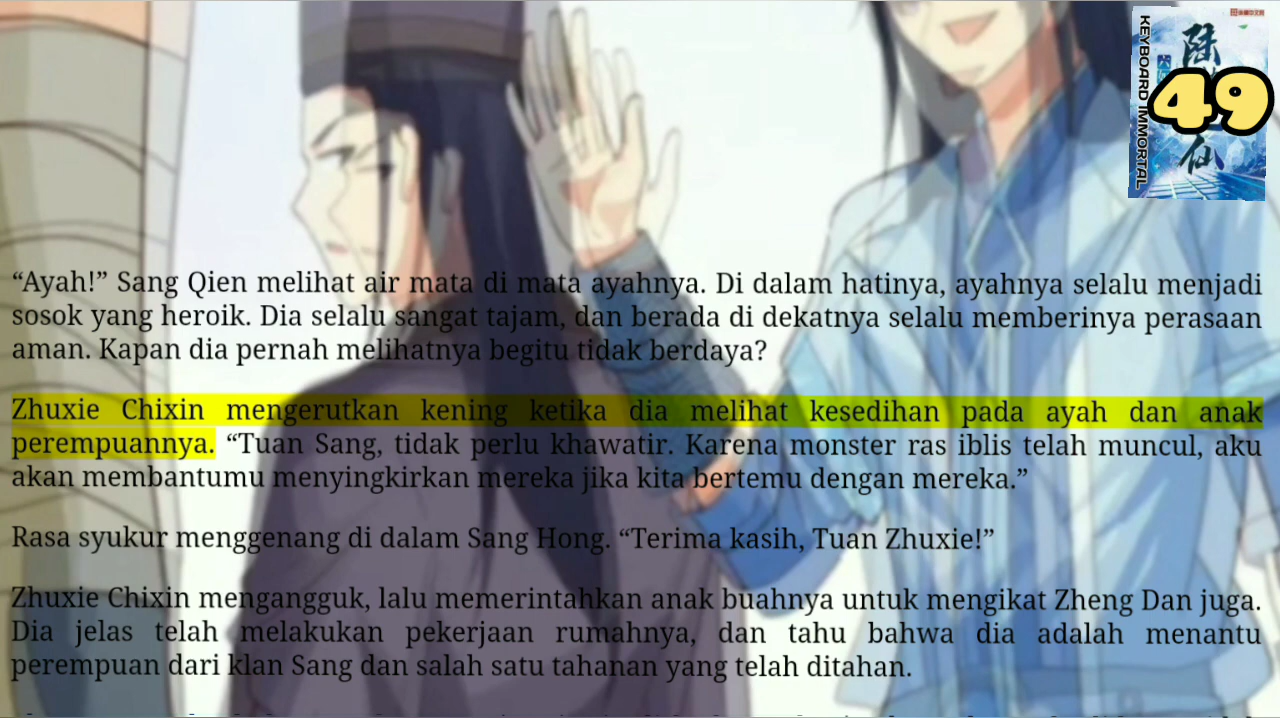 KEYBOARD IMMORTAL
49
“Ayah!” Sang Qien melihat air mata di mata ayahnya. Di dalam hatinya, ayahnya selalu menjadi
sosok yang heroik. Dia selalu sangat tajam, dan berada di dekatnya selalu memberinya perasaan
aman. Kapan dia pernah melihatnya begitu tidak berdaya?
Zhuxie Chixin mengerutkan kening ketika dia melihat kesedihan pada ayah dan anak
perempuannya. “Tuan Sang, tidak perlu khawatir. Karena monster ras iblis telah muncul, aku
akan membantumu menyingkirkan mereka jika kita bertemu dengan mereka.”
Rasa syukur menggenang di dalam Sang Hong. “Terima kasih, Tuan Zhuxie!”
Zhuxie Chixin mengangguk, lalu memerintahkan anak buahnya untuk mengikat Zheng Dan juga.
Dia jelas telah melakukan pekerjaan rumahnya, dan tahu bahwa dia adalah menantu
perempuan dari klan Sang dan salah satu tahanan yang telah ditahan.